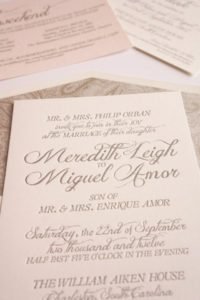 Weekend
MR. & MRS. PHILIP ORBAN
invite you to join in their JOY
at the MARRIAGE of their daughter
Meredith Leigh
TO
Miguel Amor
SON OF
MR. & MRS. ENRIQUE AMOR
Saturday, the 22nd of September
two thousand and twelve
HALF PAST FIVE O'CLOCK IN THE EVENING
THE WILLIAM AIKEN HOUSE
Charleston, South Carolina